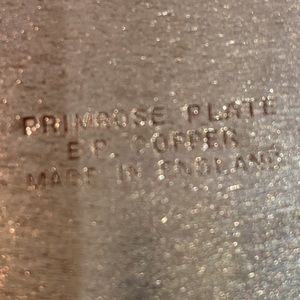 PRIMROSE PLATE
E.P. COPPER
MADE IN ENGLAND